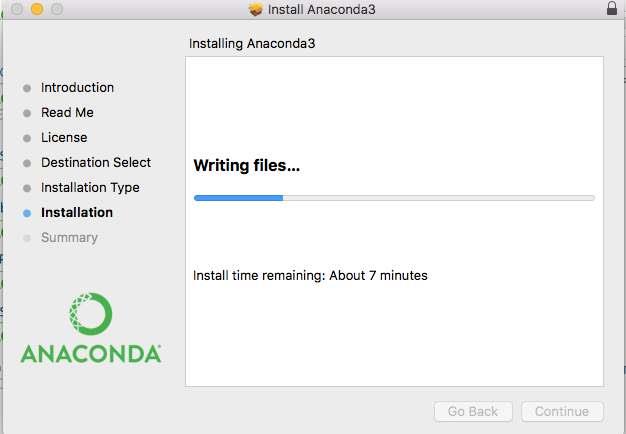 Install Anaconda3
Installing Anaconda3
Introduction
Read Me
License
Destination Select
Installation Type
Installation
Summary
Writing files...
Install time remaining: About 7 minutes
ANACONDA
Go Back
Continue